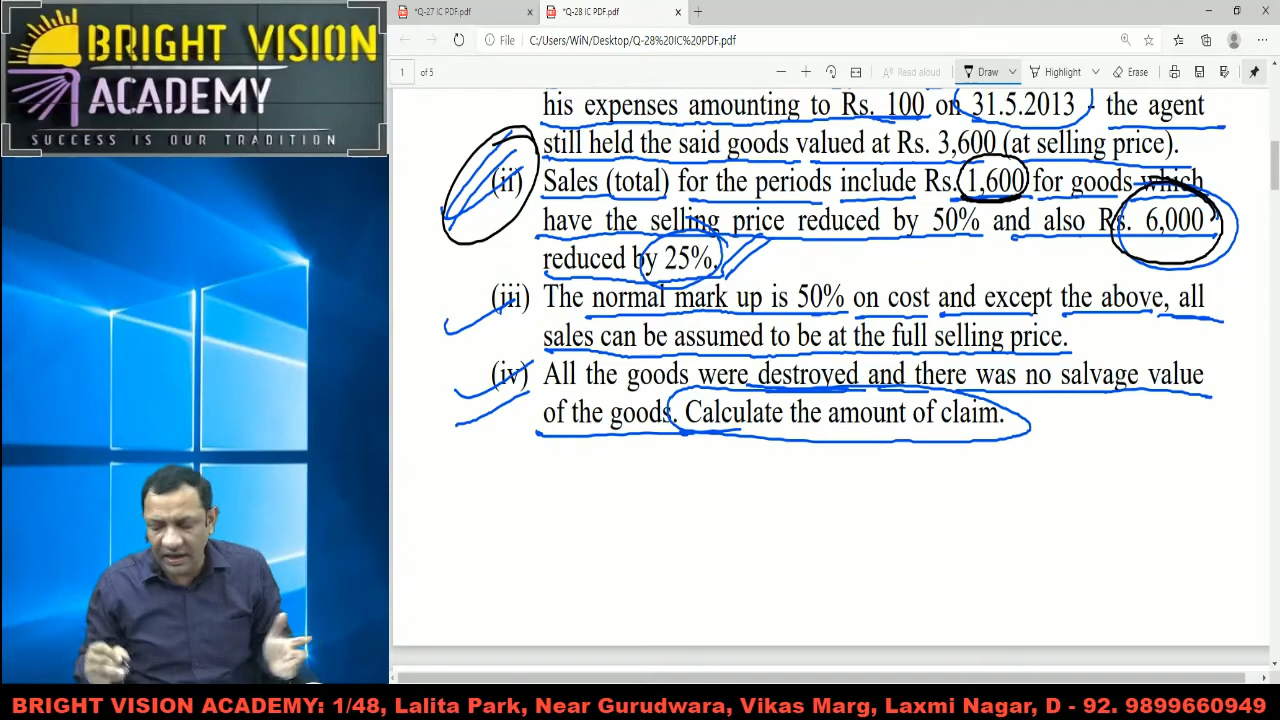 *Q-27 IC PDF.pdf
*Q-28 IC PDF.pdf
File
C:/Users/WiN/Desktop/Q-28%20IC%20PDF.pdf
1 of 5
Read aloud
Draw
Highlight
Erase
BRIGHT VISION
ACADEMY
SUCCESS IS OUR TRADITION
his expenses amounting to Rs. 100 on 31.5.2013 - the agent
still held the said goods valued at Rs. 3,600 (at selling price).
(ii) Sales (total) for the periods include Rs. 1,600 for goods which
have the selling price reduced by 50% and also Rs. 6,000
reduced by 25%.
(iii) The normal mark up is 50% on cost and except the above, all
sales can be assumed to be at the full selling price.
(iv) All the goods were destroyed and there was no salvage value
of the goods. Calculate the amount of claim.
BRIGHT VISION ACADEMY: 1/48, Lalita Park, Near Gurudwara, Vikas Marg, Laxmi Nagar, D - 92. 9899660949